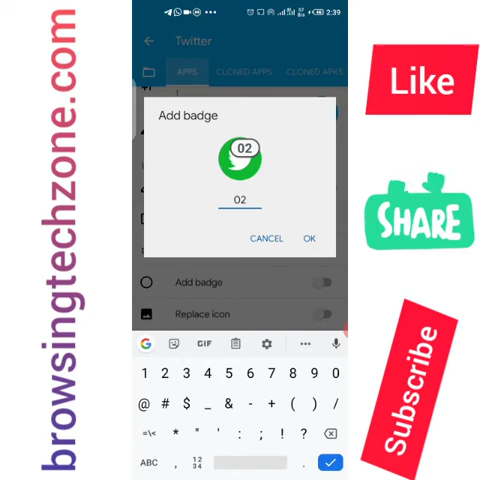 browsingtechzone.com
2:39
Twitter
APPS
CLONED APPS
CLONED APKS
Add badge
02
02
CANCEL
OK
Add badge
Replace icon
GIF
1 2 3 4 5 6 7 8 9 0
@ # $ _ & - + ( ) /
=\< * " ' : ; ! ?
ABC , 12 34 .
Like
SHARE
Subscribe